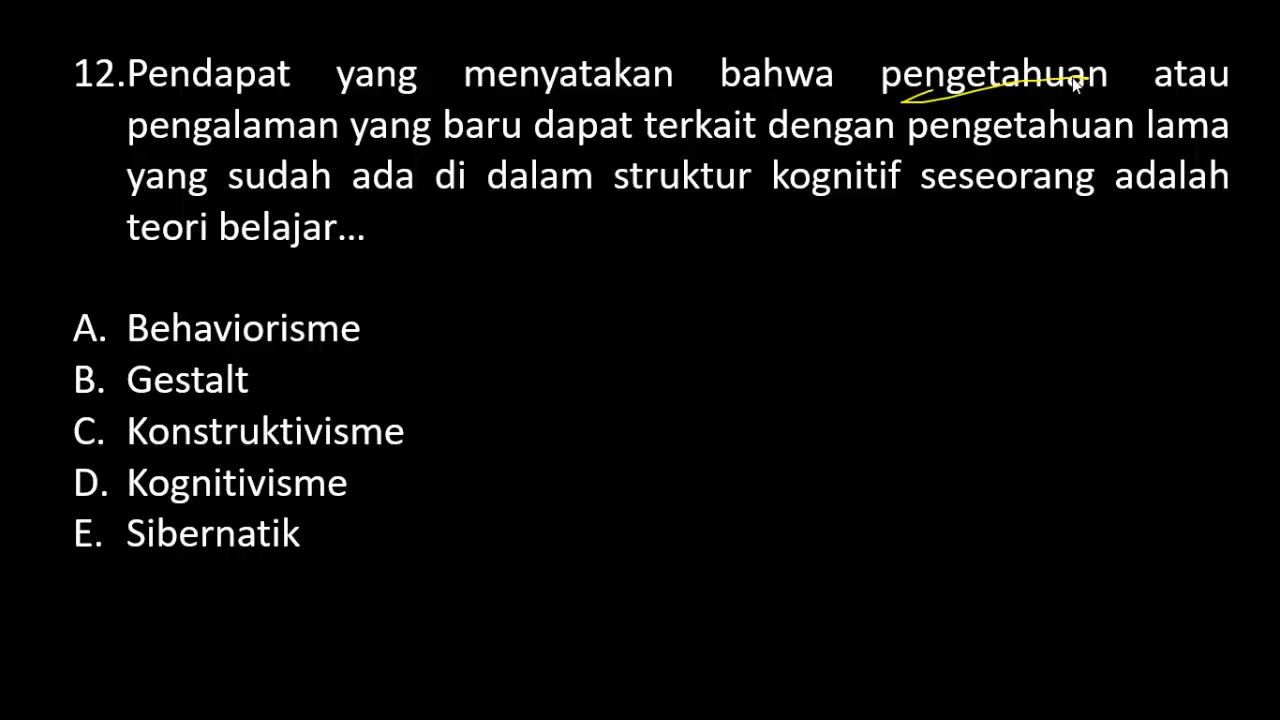 12.Pendapat yang menyatakan bahwa pengetahuan atau
pengalaman yang baru dapat terkait dengan pengetahuan lama
yang sudah ada di dalam struktur kognitif seseorang adalah
teori belajar...
A. Behaviorisme
B. Gestalt
C. Konstruktivisme
D. Kognitivisme
E. Sibernatik